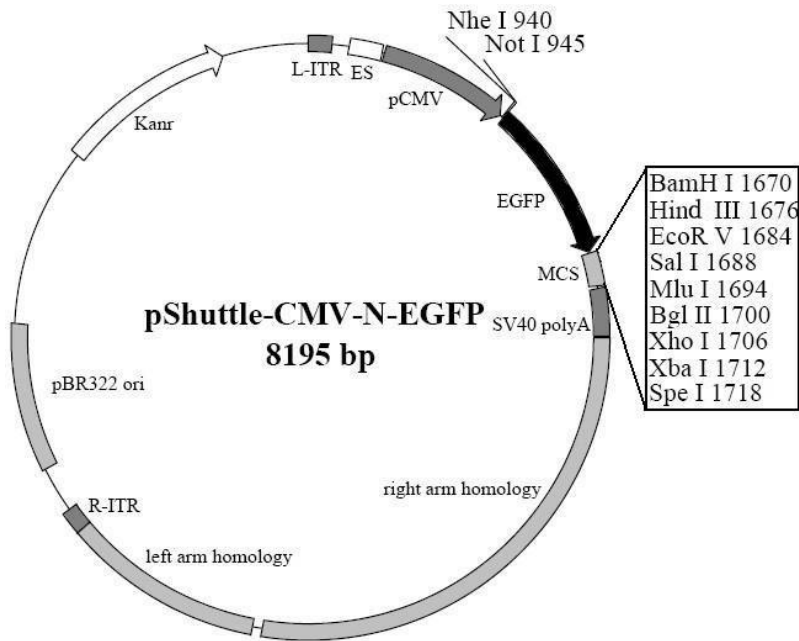 Nhe I 940
Not I 945
L-ITR
ES
pCMV
Kanr
EGFP
BamH I 1670
Hind III 1676
EcoR V 1684
Sal I 1688
Mlu I 1694
Bgl II 1700
Xho I 1706
Xba I 1712
Spe I 1718
MCS
SV40 polyA
pShuttle-CMV-N-EGFP
8195 bp
pBR322 ori
R-ITR
right arm homology
left arm homology